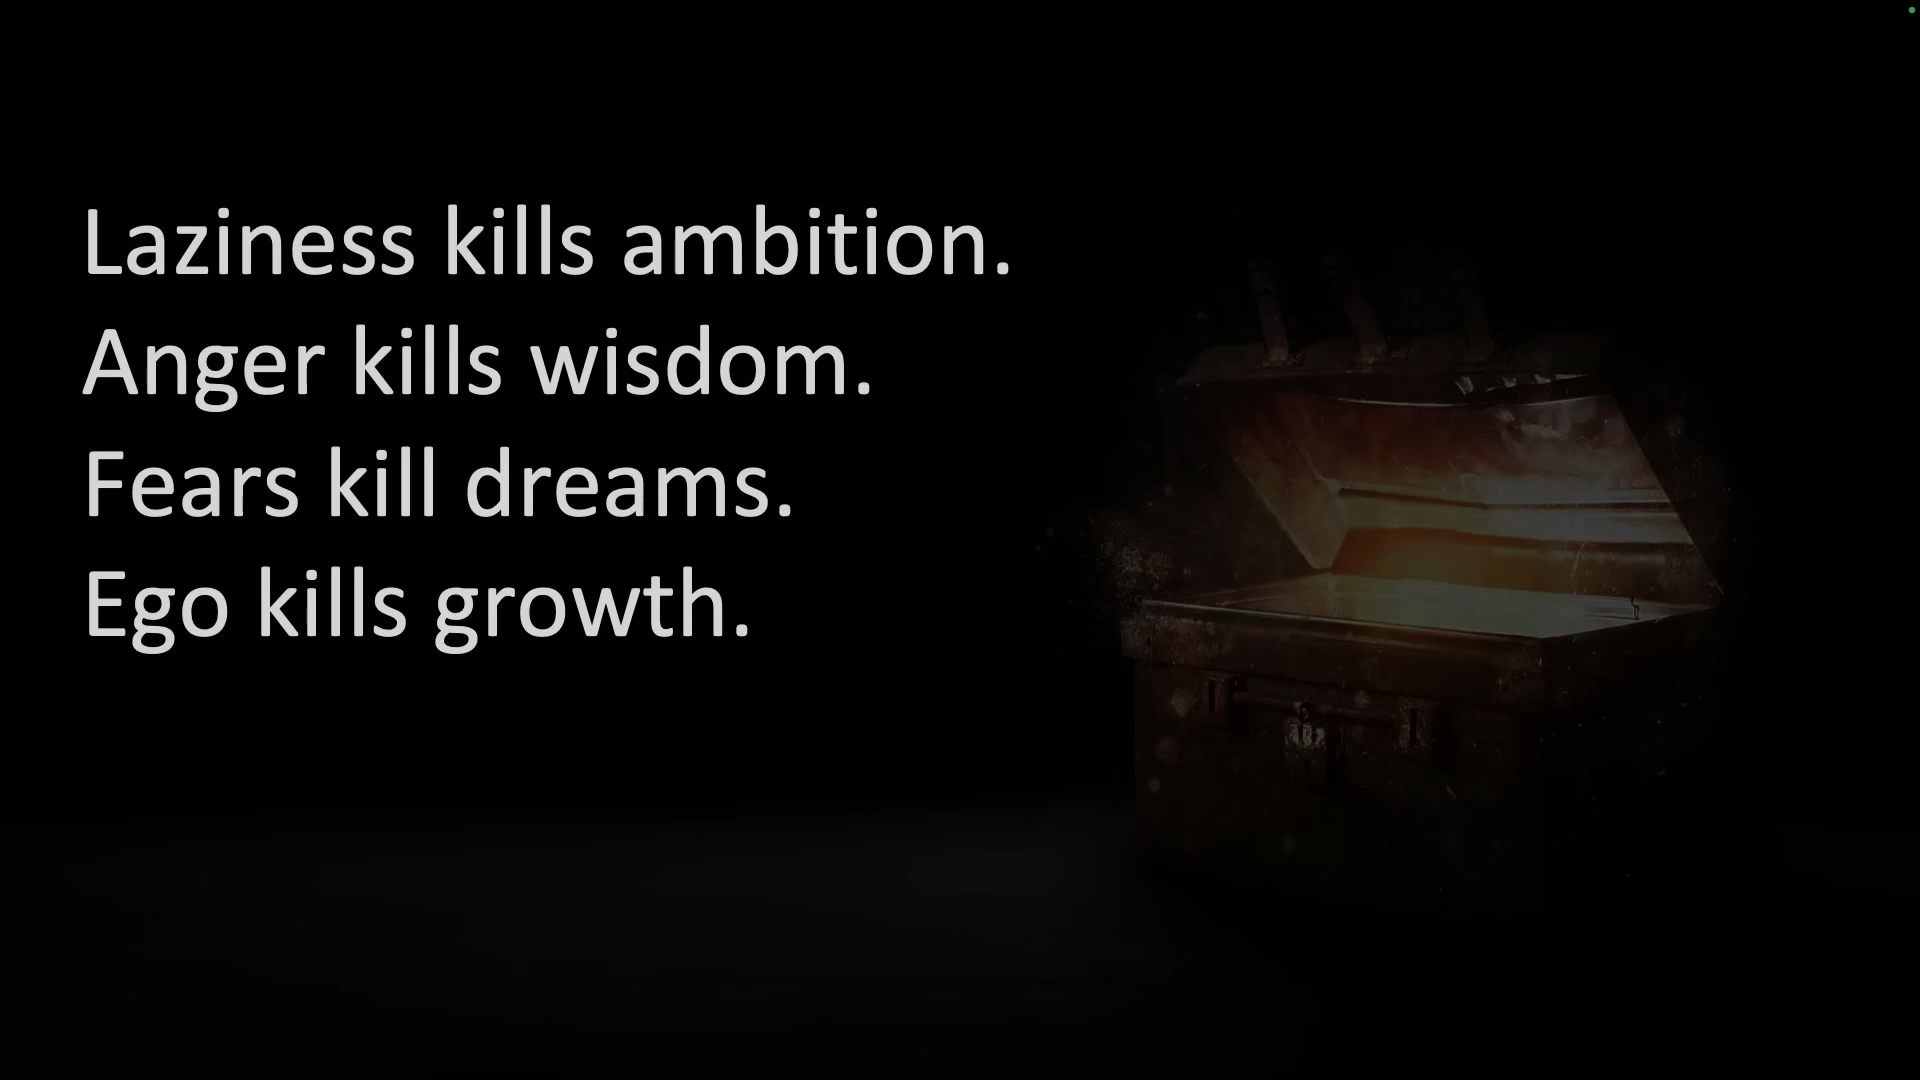 Laziness kills ambition.
Anger kills wisdom.
Fears kill dreams.
Ego kills growth.